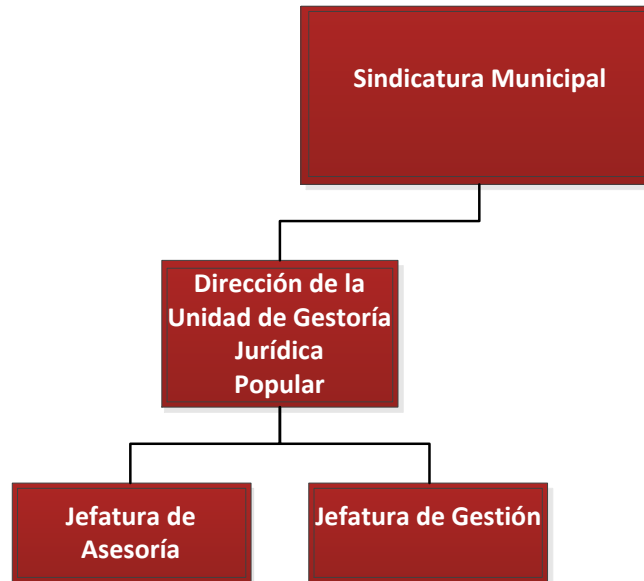 Sindicatura Municipal
Dirección de la
Unidad de Gestoría
Jurídica
Popular
Jefatura de
Asesoría
Jefatura de Gestión